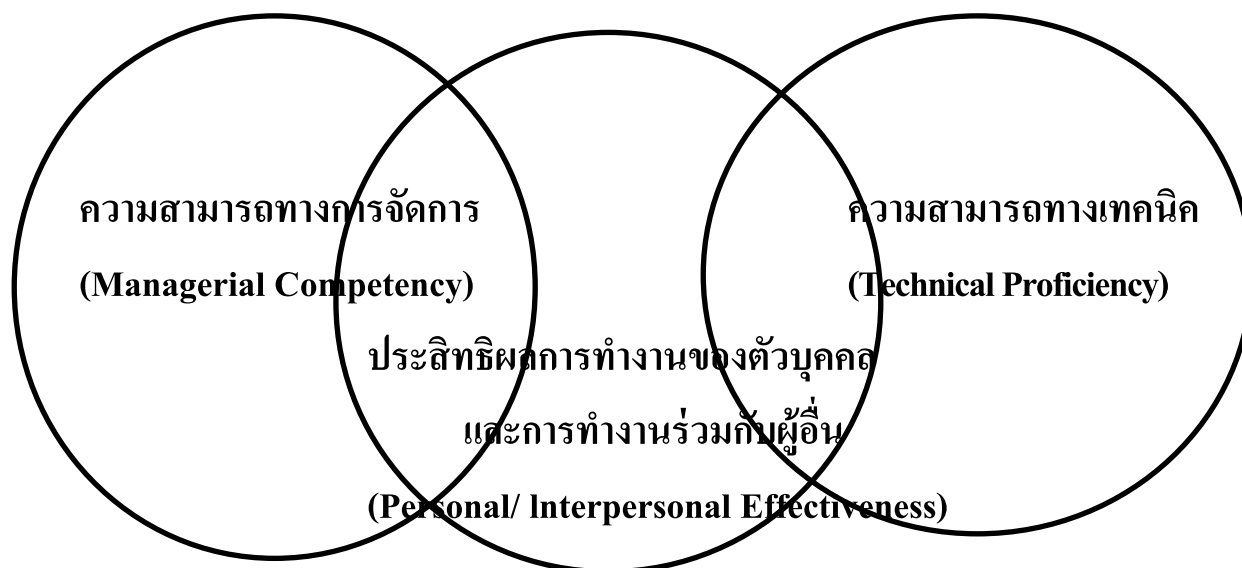 ความสามารถทางการจัดการ
(Managerial Competency)
ความสามารถทางเทคนิค
(Technical Proficiency)
ประสิทธิผลการทำงานของตัวบุคคล
และการทำงานร่วมกับผู้อื่น
(Personal/ Interpersonal Effectiveness)